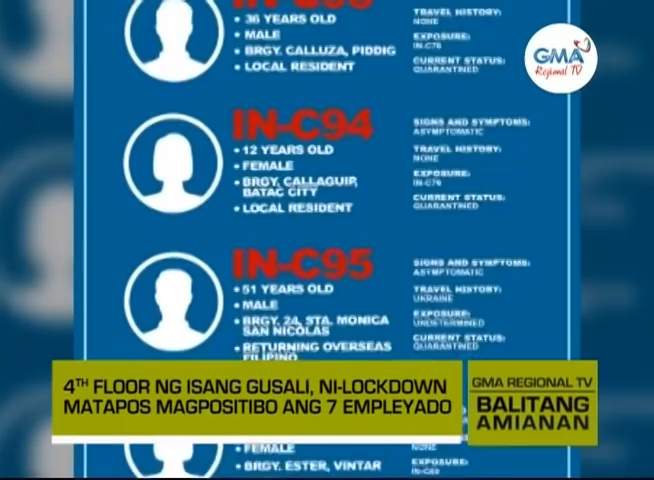 • 36 YEARS OLD
• MALE
• BRGY. CALLUZA, PIDDIG
• LOCAL RESIDENT
TRAVEL HISTORY:
NONE
EXPOSURE:
IN-C76
CURRENT STATUS:
QUARANTINED
GMA
Regional TV
IN-C94
• 12 YEARS OLD
• FEMALE
• BRGY. CALLAGUIP,
BATAC CITY
• LOCAL RESIDENT
SIGNS AND SYMPTOMS:
ASYMPTOMATIC
TRAVEL HISTORY:
NONE
EXPOSURE:
IN-C76
CURRENT STATUS:
QUARANTINED
IN-C95
• 51 YEARS OLD
• MALE
• BRGY. 24, STA. MONICA
SAN NICOLAS
• RETURNING OVERSEAS
FILIPINO
SIGNS AND SYMPTOMS:
ASYMPTOMATIC
TRAVEL HISTORY:
UKRAINE
EXPOSURE:
UNDETERMINED
CURRENT STATUS:
QUARANTINED
4TH FLOOR NG ISANG GUSALI, NI-LOCKDOWN
MATAPOS MAGPOSITIBO ANG 7 EMPLEYADO
GMA REGIONAL TV
BALITANG
AMIANAN
• FEMALE
• BRGY. ESTER, VINTAR
NONE
EXPOSURE: